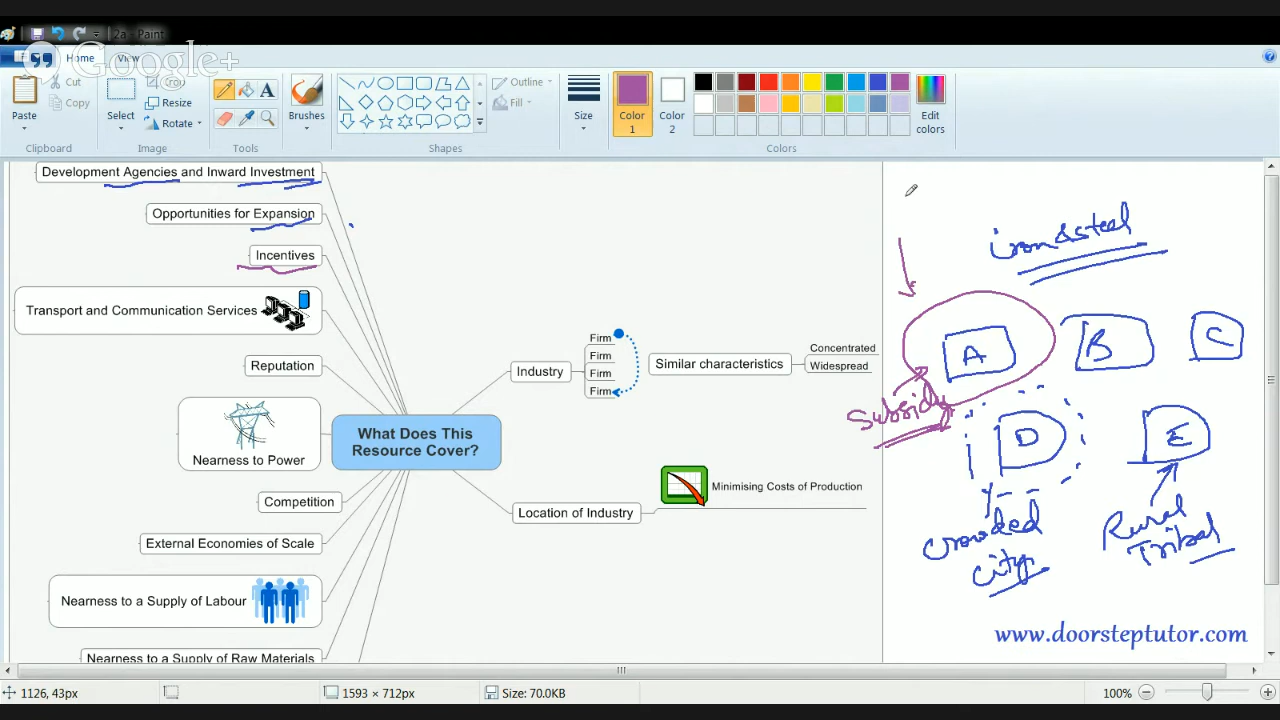 2a - Paint
Google+
Home
View
Paste
Cut
Copy
Clipboard
Select
Crop
Resize
Rotate
Image
Tools
Brushes
Outline
Fill
Shapes
Size
Color 1
Color 2
Colors
Edit colors
Development Agencies and Inward Investment
Opportunities for Expansion
Incentives
Transport and Communication Services
Reputation
Nearness to Power
Competition
External Economies of Scale
Nearness to a Supply of Labour
Nearness to a Supply of Raw Materials
What Does This
Resource Cover?
Industry
Firm
Firm
Firm
Firm
Similar characteristics
Concentrated
Widespread
Location of Industry
Minimising Costs of Production
iron & steel
A
B
C
Subsidy
D
E
crowded
city
Rural
Tribal
www.doorsteptutor.com
1126, 43px
1593 × 712px
Size: 70.0KB
100%